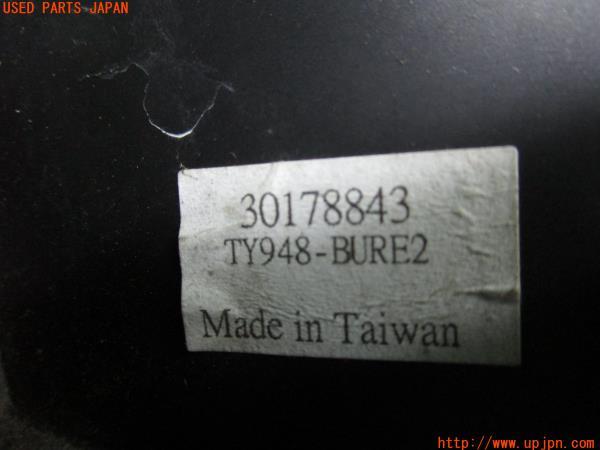 USED PARTS JAPAN
30178843
TY948-BURE2
Made in Taiwan
http://www.upjpn.com/